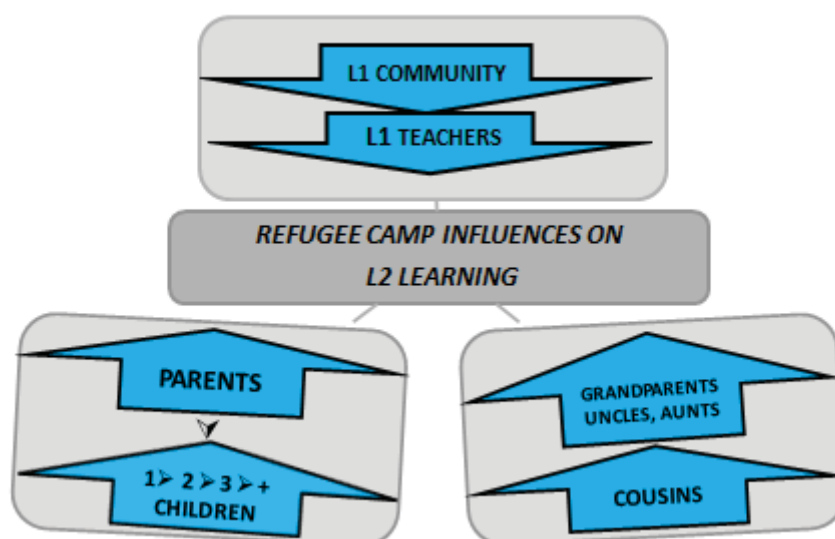 L1 COMMUNITY
L1 TEACHERS
REFUGEE CAMP INFLUENCES ON
L2 LEARNING
PARENTS
1➢ 2 ➢ 3 ➢ +
CHILDREN
GRANDPARENTS
UNCLES, AUNTS
COUSINS